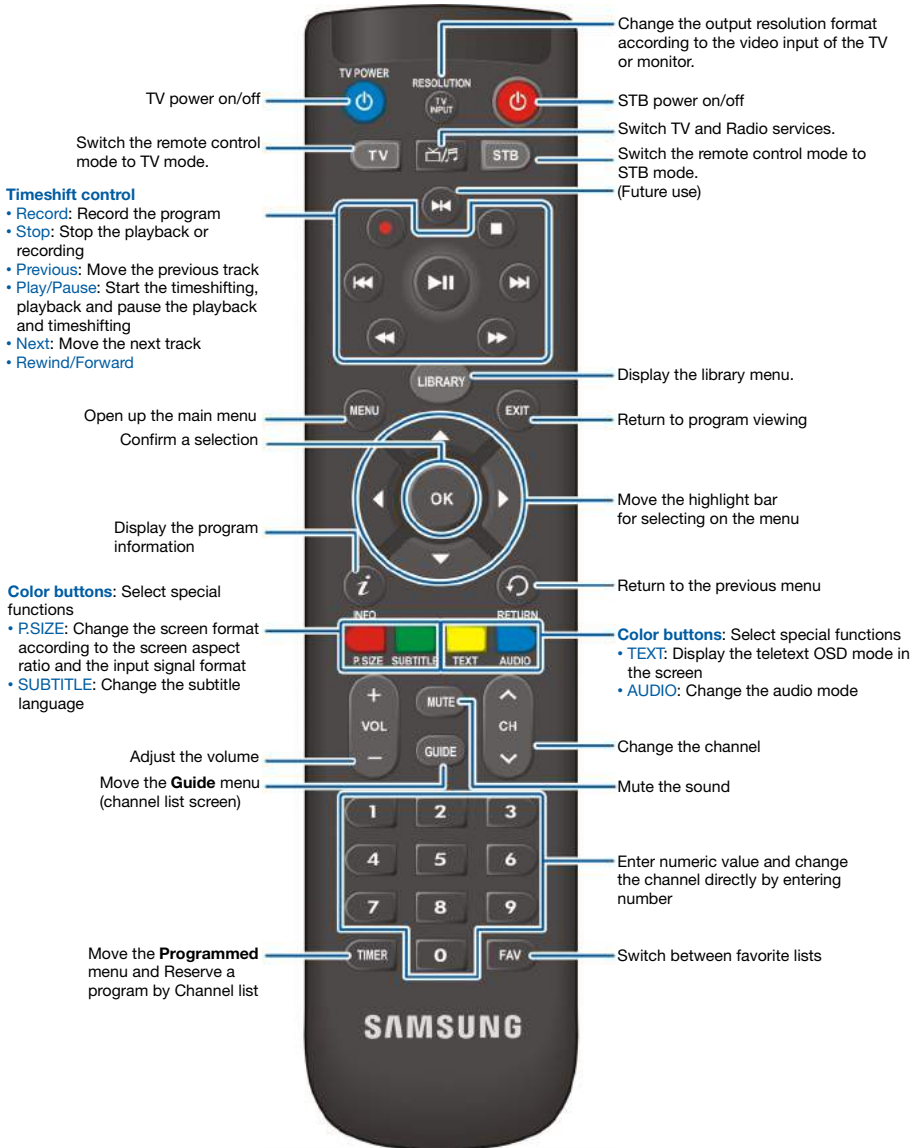 Change the output resolution format
according to the video input of the TV
or monitor.
TV POWER
RESOLUTION
TV
INPUT
TV power on/off
STB power on/off
Switch TV and Radio services.
Switch the remote control
mode to TV mode.
TV
STB
Switch the remote control mode to
STB mode.
(Future use)
Timeshift control
• Record: Record the program
• Stop: Stop the playback or
recording
• Previous: Move the previous track
• Play/Pause: Start the timeshifting,
playback and pause the playback
and timeshifting
• Next: Move the next track
• Rewind/Forward
LIBRARY
Display the library menu.
MENU
EXIT
Open up the main menu
Return to program viewing
Confirm a selection
OK
Move the highlight bar
for selecting on the menu
Display the program
information
i
Return to the previous menu
INFO
RETURN
Color buttons: Select special
functions
• P.SIZE: Change the screen format
according to the screen aspect
ratio and the input signal format
• SUBTITLE: Change the subtitle
language
P.SIZE SUBTITLE TEXT AUDIO
Color buttons: Select special functions
• TEXT: Display the teletext OSD mode in
the screen
• AUDIO: Change the audio mode
+
VOL
–
MUTE
CH
GUIDE
Adjust the volume
Change the channel
Move the Guide menu
(channel list screen)
Mute the sound
1 2 3
4 5 6
7 8 9
Enter numeric value and change
the channel directly by entering
number
TIMER 0 FAV
Move the Programmed
menu and Reserve a
program by Channel list
Switch between favorite lists
SAMSUNG